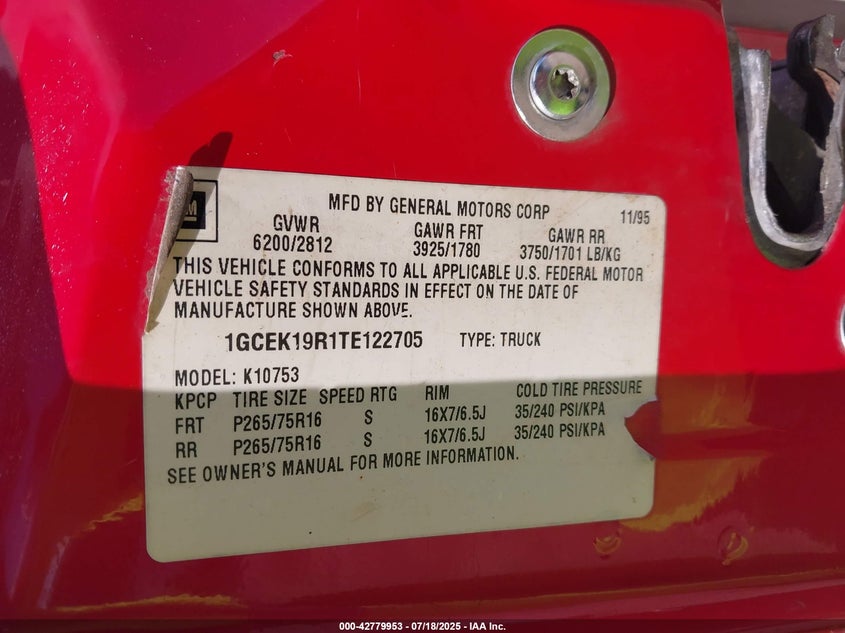 M
MFD BY GENERAL MOTORS CORP 11/95
GVWR GAWR FRT GAWR RR
6200/2812 3925/1780 3750/1701 LB/KG
THIS VEHICLE CONFORMS TO ALL APPLICABLE U.S. FEDERAL MOTOR
VEHICLE SAFETY STANDARDS IN EFFECT ON THE DATE OF
MANUFACTURE SHOWN ABOVE.
1GCEK19R1TE122705 TYPE: TRUCK
MODEL: K10753
KPCP TIRE SIZE SPEED RTG RIM COLD TIRE PRESSURE
FRT P265/75R16 S 16X7/6.5J 35/240 PSI/KPA
RR P265/75R16 S 16X7/6.5J 35/240 PSI/KPA
SEE OWNER'S MANUAL FOR MORE INFORMATION.
000-42779953 / 07/18/2025 - IAA Inc.